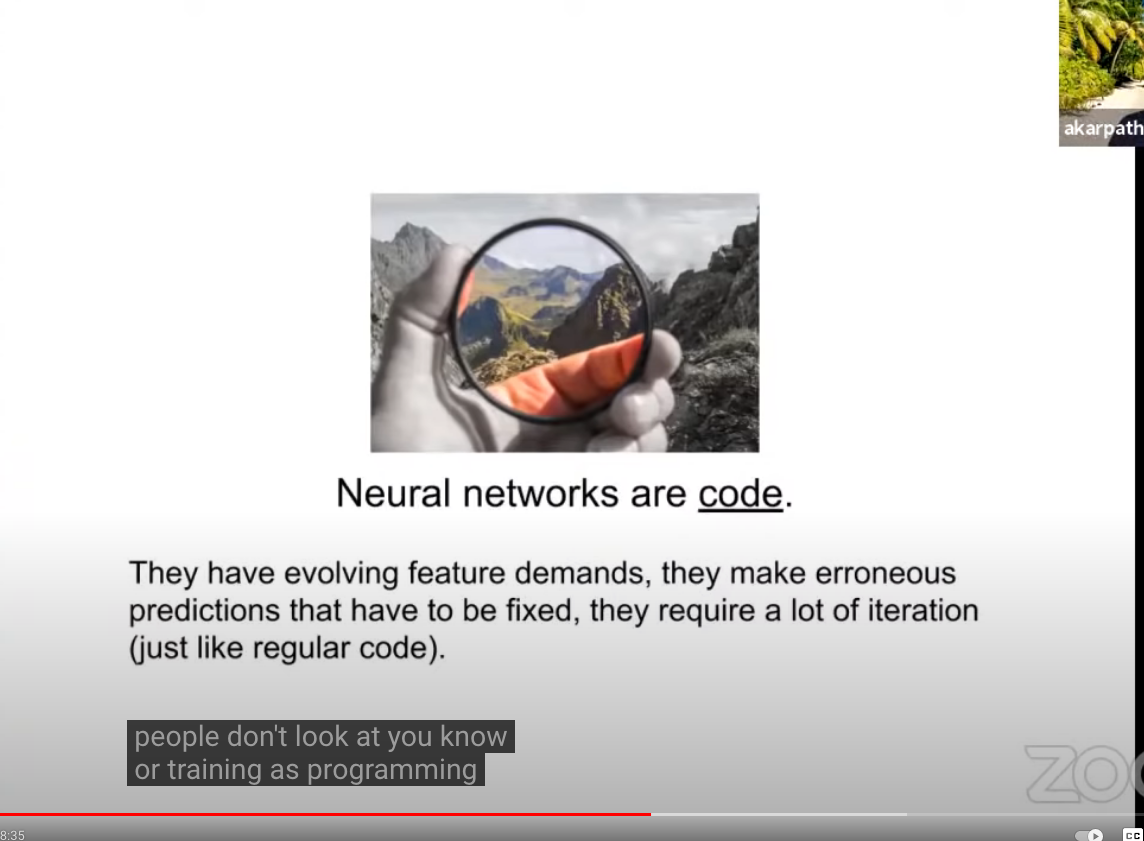 akarpath
Neural networks are code.
They have evolving feature demands, they make erroneous
predictions that have to be fixed, they require a lot of iteration
(just like regular code).
people don't look at you know
or training as programming
ZOO
8:35
CC